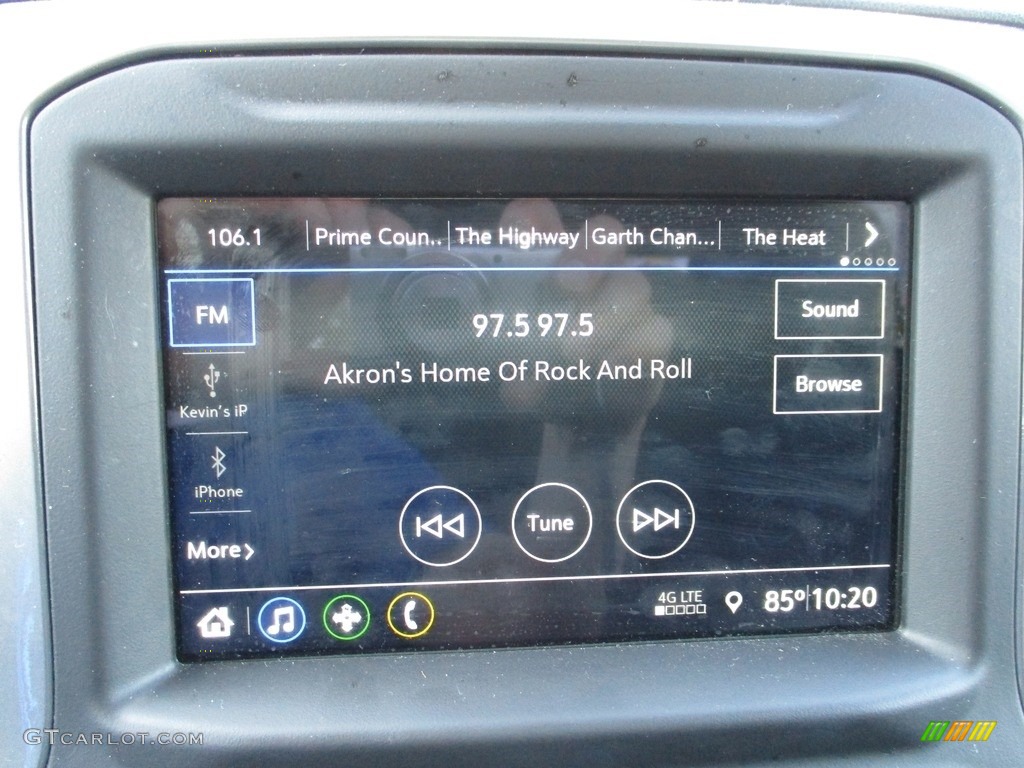 106.1 Prime Coun.. The Highway Garth Chan... The Heat
FM
97.5 97.5
Sound
Akron's Home Of Rock And Roll
Browse
Kevin's iP
iPhone
Tune
More
4G LTE
85° 10:20
GTcarlot.com